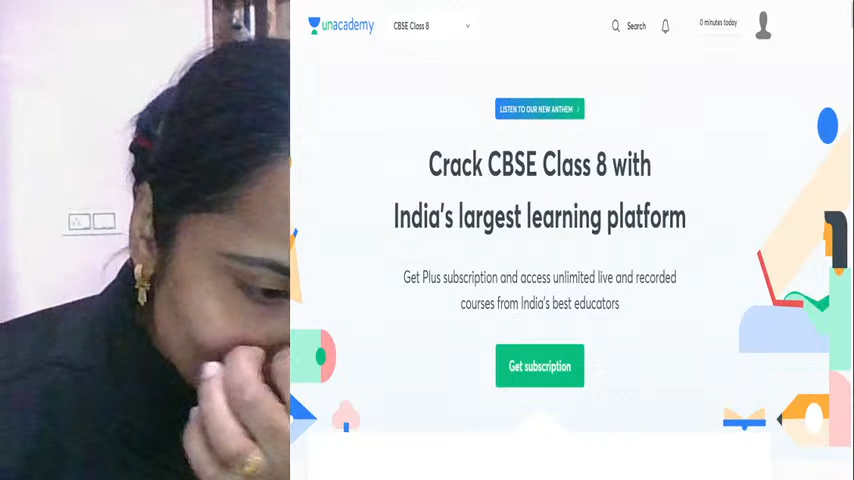 unacademy
CBSE Class 8
Search
0 minutes today
LISTEN TO OUR NEW ANTHEM
Crack CBSE Class 8 with
India's largest learning platform
Get Plus subscription and access unlimited live and recorded
courses from India's best educators
Get subscription